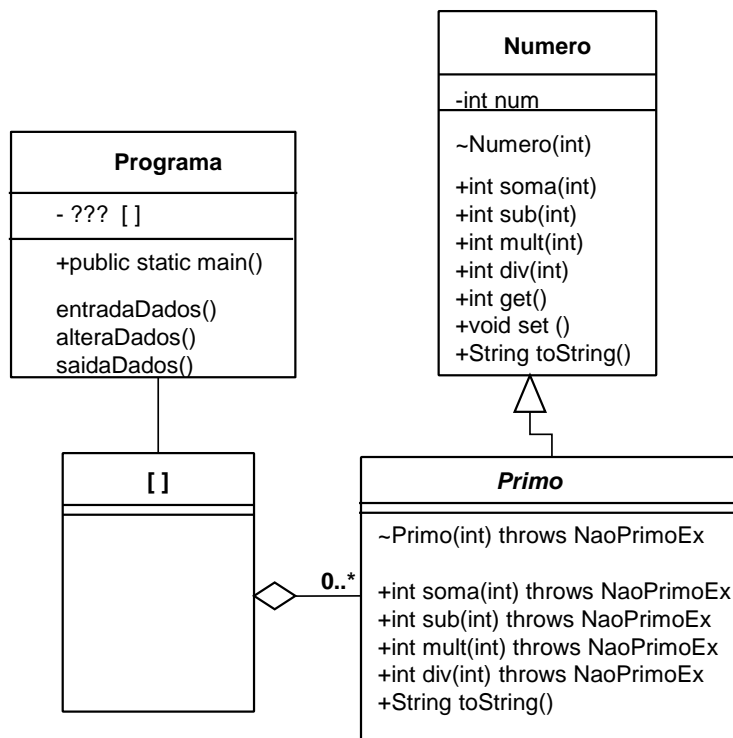 Numero
-int num
~Numero(int)
+int soma(int)
+int sub(int)
+int mult(int)
+int div(int)
+int get()
+void set ()
+String toString()
Programa
- ??? [ ]
+public static main()
entradaDados()
alteraDados()
saidaDados()
[ ]
0..*
Primo
~Primo(int) throws NaoPrimoEx
+int soma(int) throws NaoPrimoEx
+int sub(int) throws NaoPrimoEx
+int mult(int) throws NaoPrimoEx
+int div(int) throws NaoPrimoEx
+String toString()